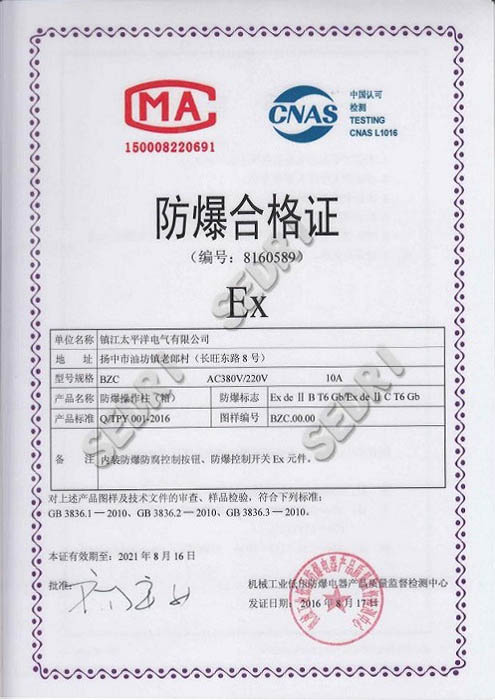 MA
150008220691
CNAS
中国认可
检测
TESTING
CNAS L1016
防爆合格证
（编号：8160589）
Ex
单位名称 镇江太平洋电气有限公司
地 址 扬中市油坊镇老郎村（长旺东路8号）
型号规格 BZC AC380V/220V 10A
产品名称 防爆操作柱（箱） 防爆标志 Ex de Ⅱ B T6 Gb/Ex de Ⅱ C T6 Gb
产品标准 Q/TPY 001-2016 图样编号 BZC.00.00
备 注 内装防爆防腐控制按钮、防爆控制开关 Ex 元件。
对上述产品图样及技术文件的审查、样品检验，符合下列标准：
GB 3836.1—2010、GB 3836.2—2010、GB 3836.3—2010。
本证有效期至：2021年8月16日
批准：
机械工业低压防爆电器产品质量监督检测中心
发证日期：2016年8月17日
SEDRI
SEDRI
SEDRI
SEDRI